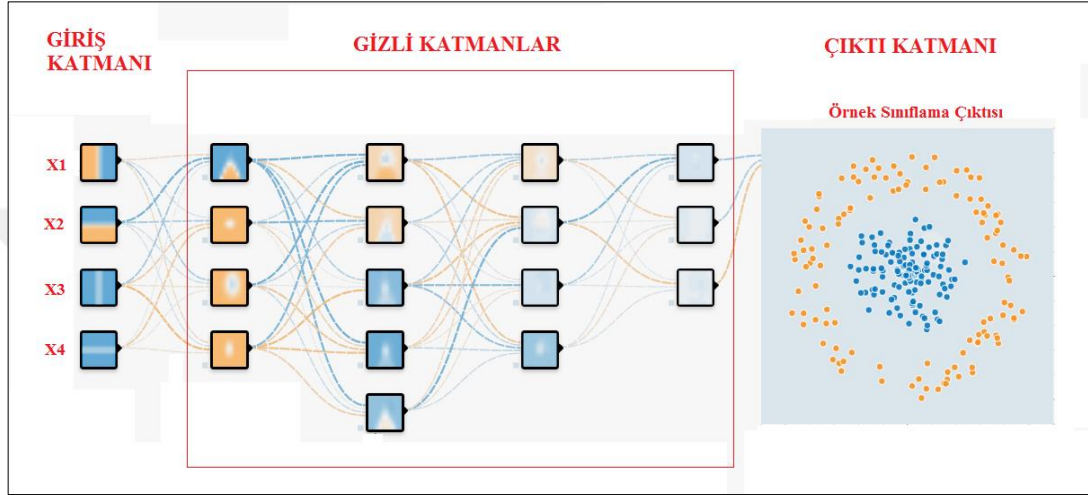 GİRİŞ
KATMANI
GİZLİ KATMANLAR
ÇIKTI KATMANI
Örnek Sınıflama Çıktısı
X1
X2
X3
X4